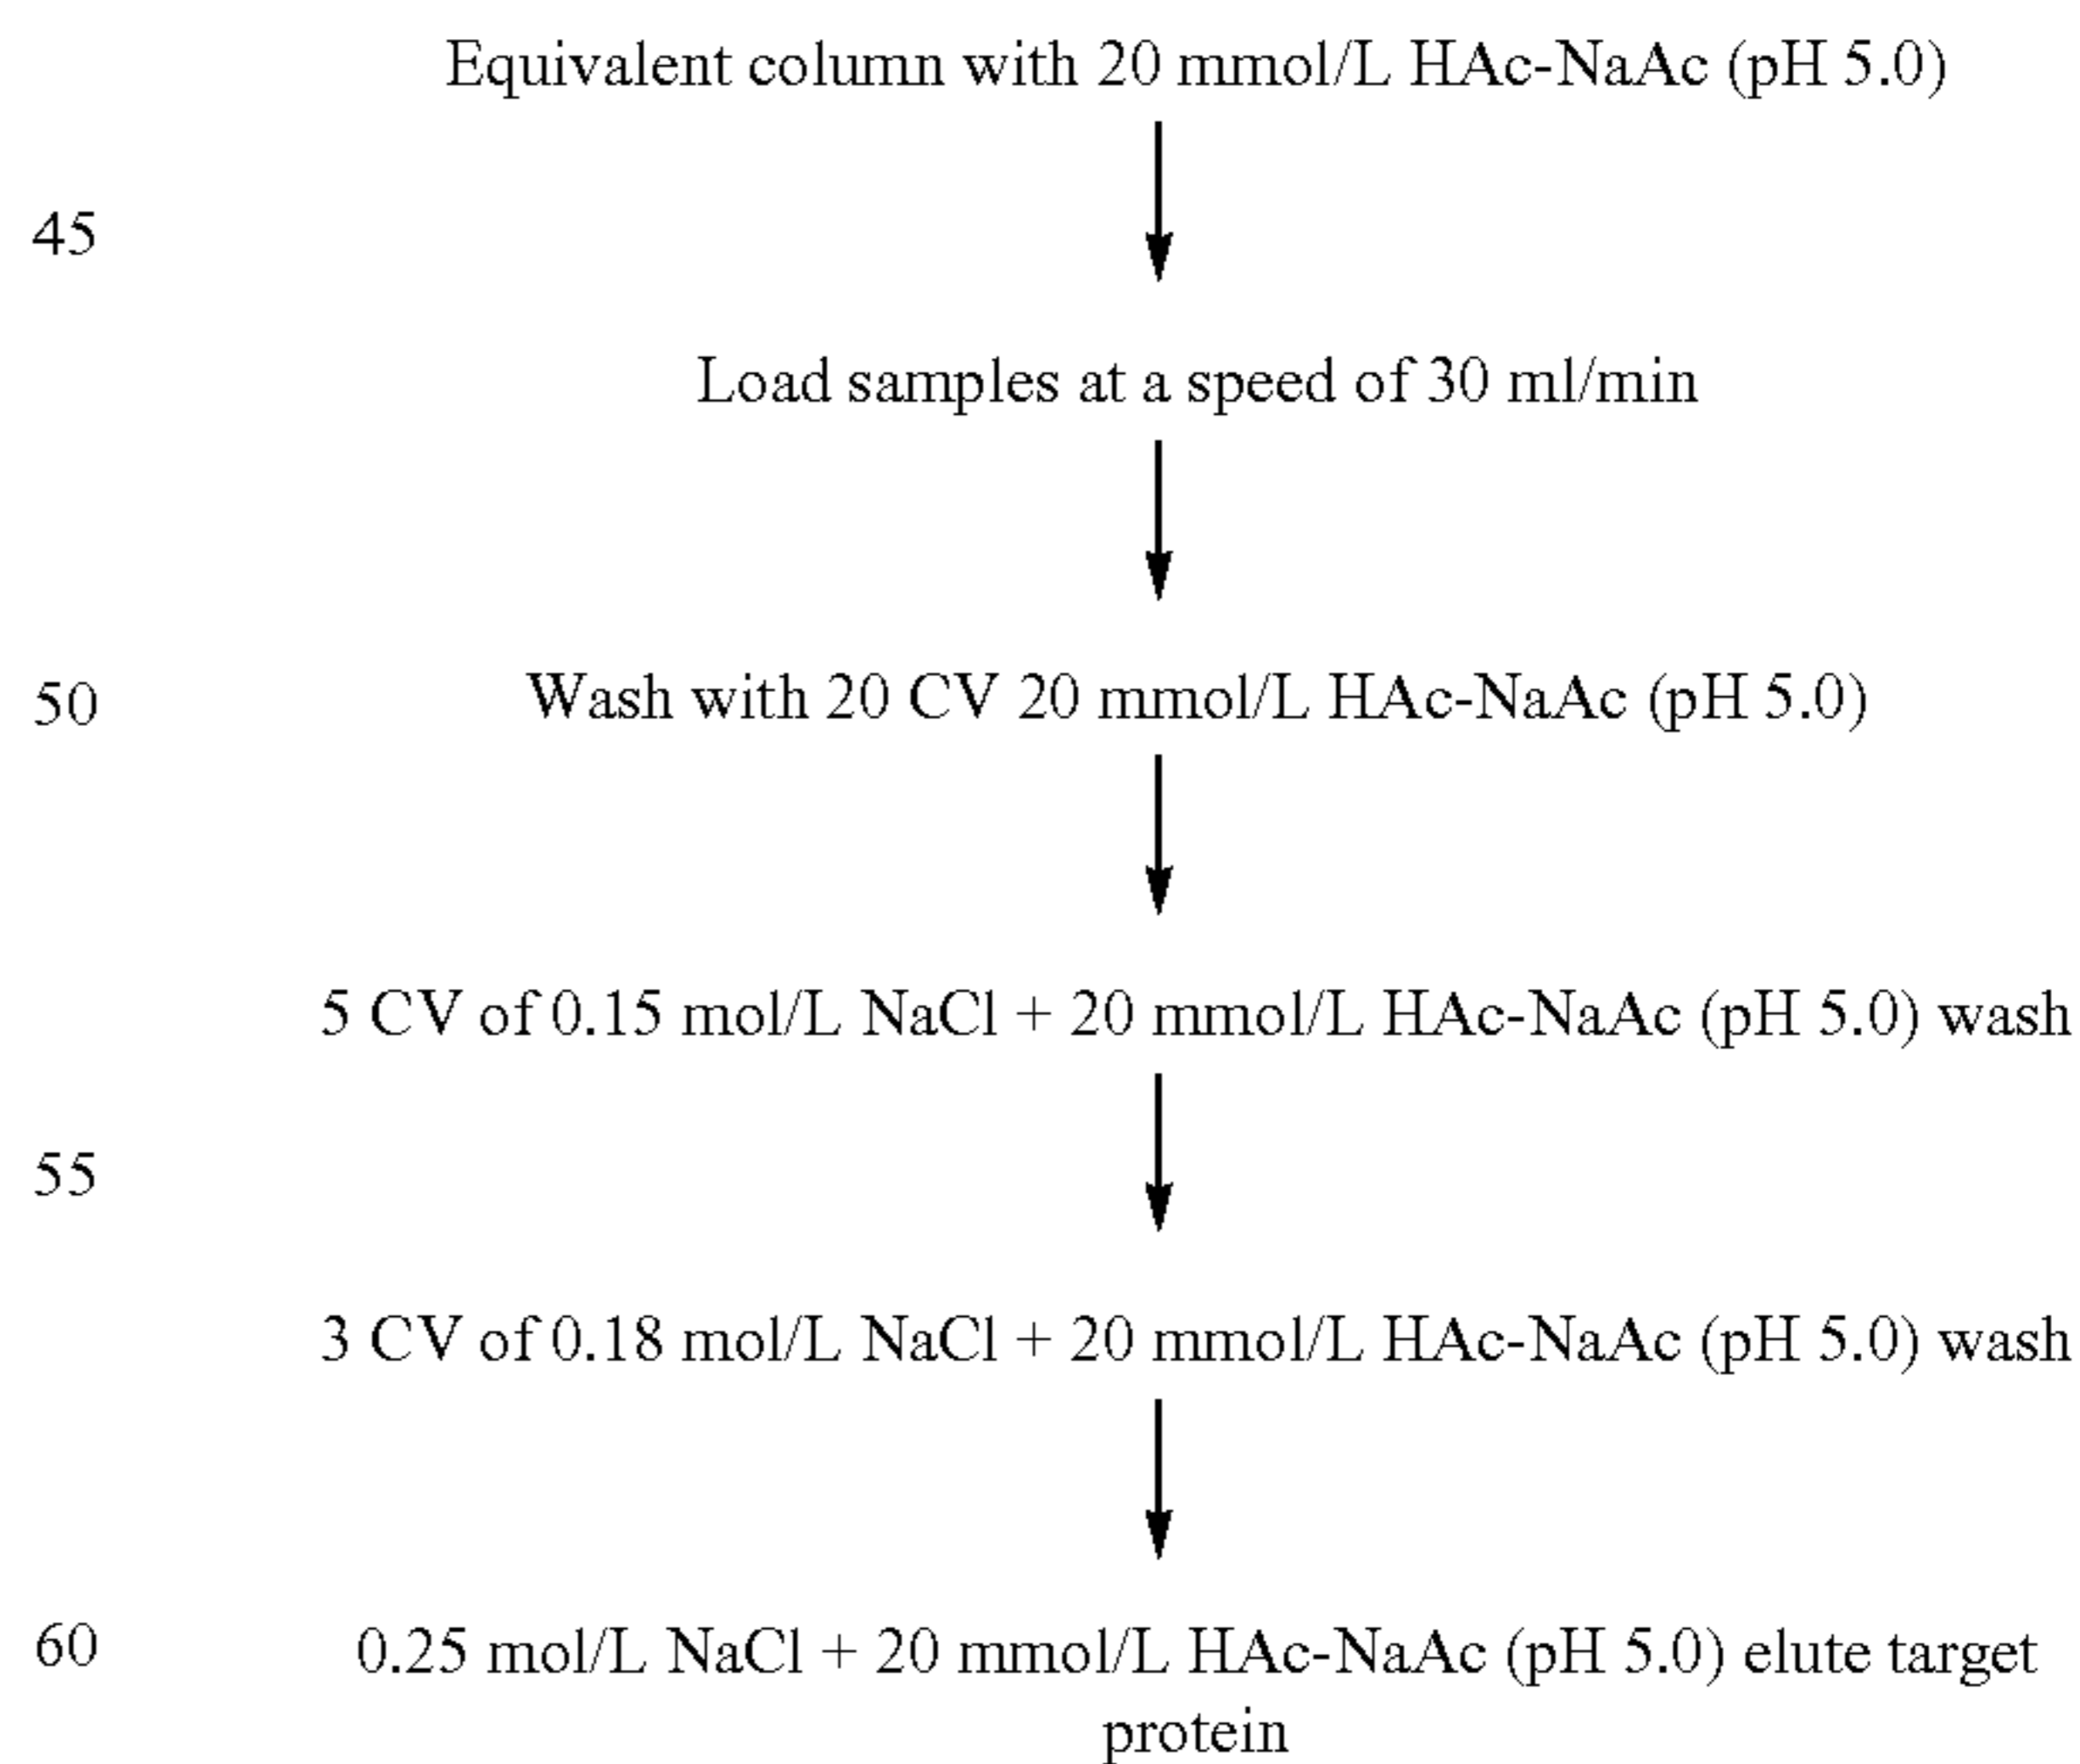 Equivalent column with 20 mmol/L HAc-NaAc (pH 5.0)
45
Load samples at a speed of 30 ml/min
50 Wash with 20 CV 20 mmol/L HAc-NaAc (pH 5.0)
5 CV of 0.15 mol/L NaCl + 20 mmol/L HAc-NaAc (pH 5.0) wash
55
3 CV of 0.18 mol/L NaCl + 20 mmol/L HAc-NaAc (pH 5.0) wash
60 0.25 mol/L NaCl + 20 mmol/L HAc-NaAc (pH 5.0) elute target
protein